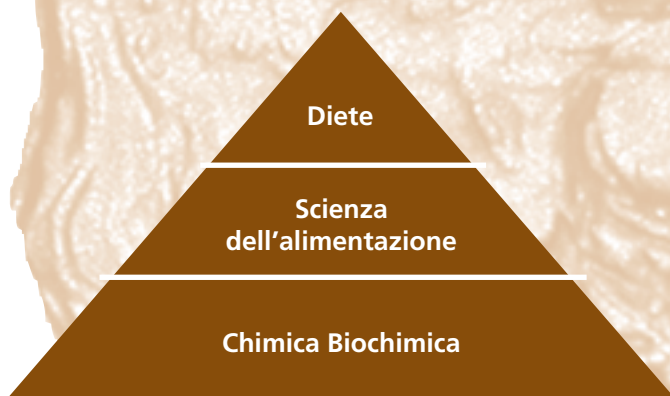 Diete
Scienza
dell'alimentazione
Chimica Biochimica